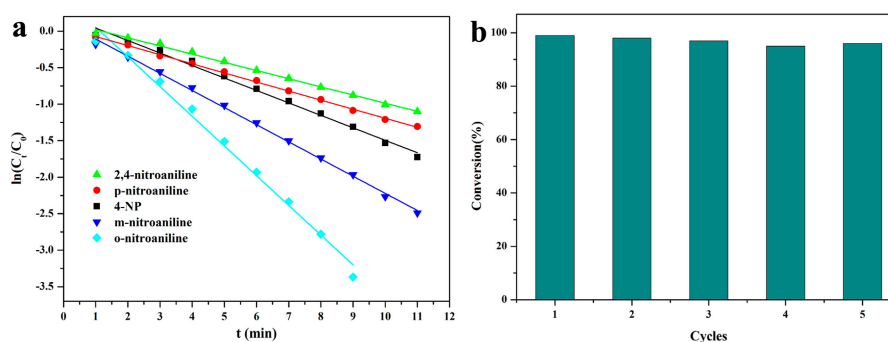 a
0.0
-0.5
-1.0
-1.5
-2.0
-2.5
-3.0
-3.5
ln(Ct/C0)
2,4-nitroaniline
p-nitroaniline
4-NP
m-nitroaniline
o-nitroaniline
0 1 2 3 4 5 6 7 8 9 10 11 12
t (min)
b
100
80
60
40
20
0
Conversion(%)
1 2 3 4 5
Cycles